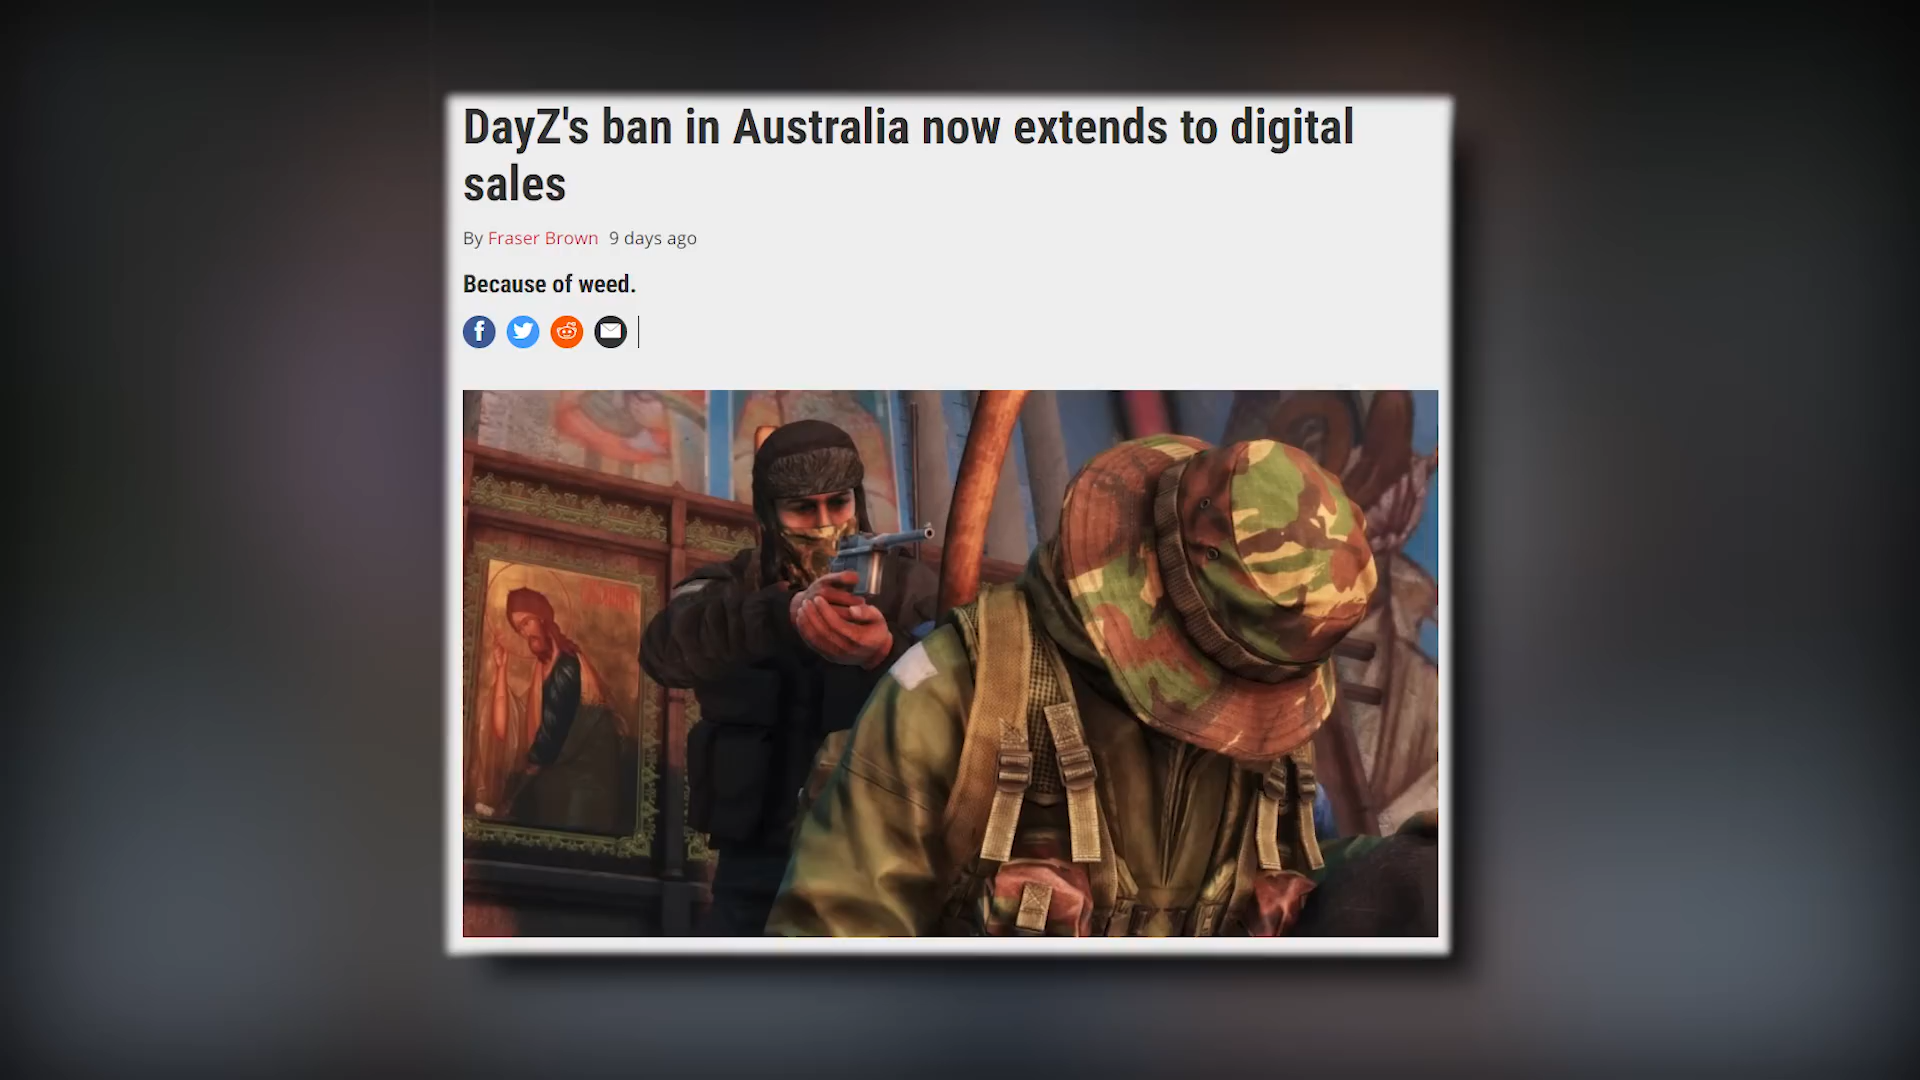 DayZ's ban in Australia now extends to digital
sales
By Fraser Brown 9 days ago
Because of weed.